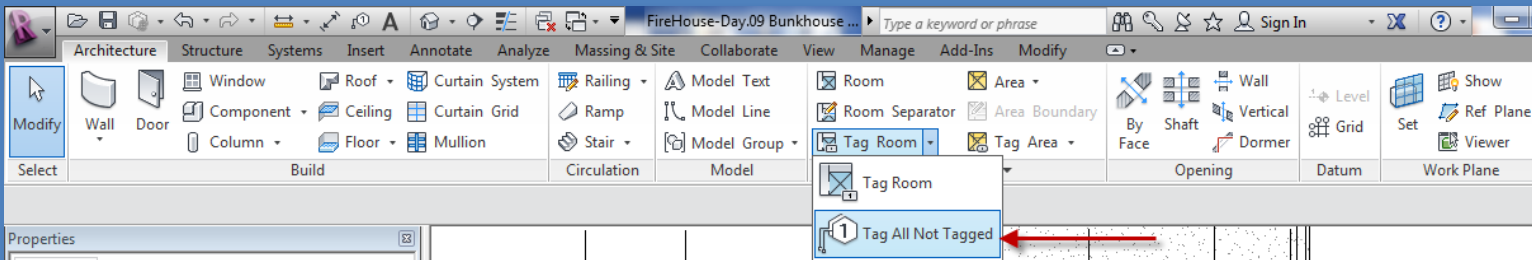 FireHouse-Day.09 Bunkhouse ... Type a keyword or phrase Sign In
Architecture Structure Systems Insert Annotate Analyze Massing & Site Collaborate View Manage Add-Ins Modify
Window Roof Curtain System Railing Model Text Room Area Wall Show
Component Ceiling Curtain Grid Ramp Model Line Room Separator Area Boundary Vertical Level Ref Plane
Modify Wall Door By Face Shaft Grid Set
Column Floor Mullion Stair Model Group Tag Room Tag Area Dormer Viewer
Select Build Circulation Model Opening Datum Work Plane
1 Tag Room
Properties
1 Tag All Not Tagged